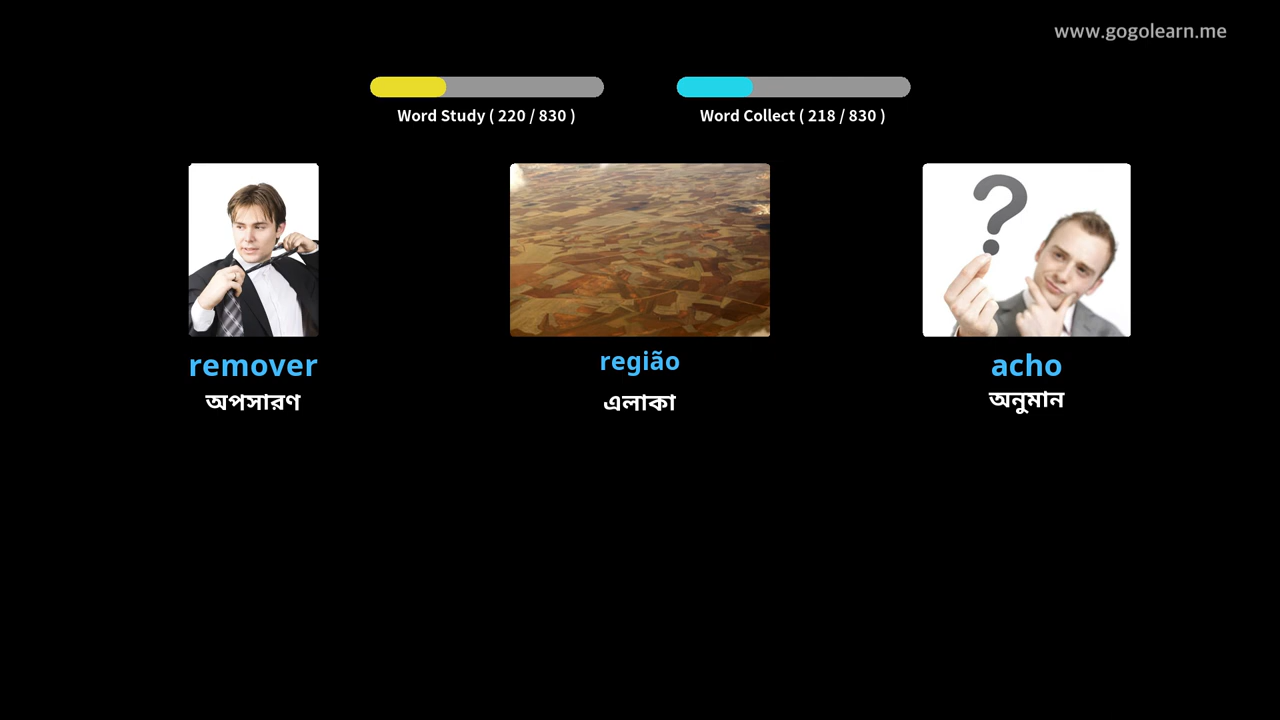 www.gogolearn.me
Word Study ( 220 / 830 )
Word Collect ( 218 / 830 )
remover
অপসারণ
região
এলাকা
acho
অনুমান